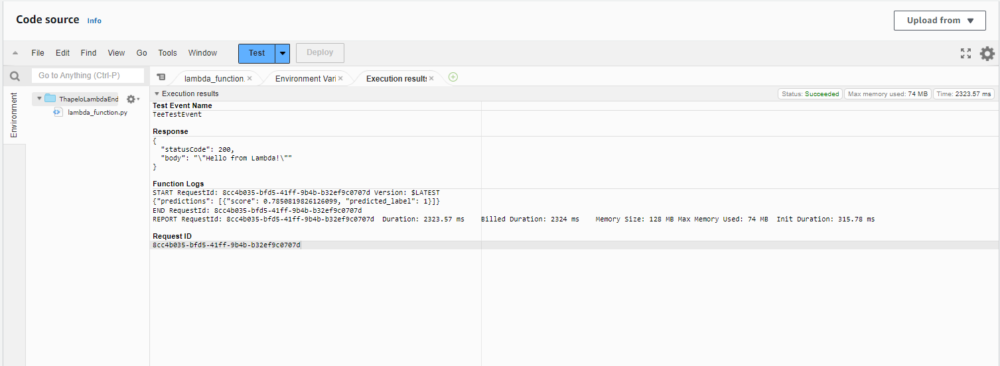 Code source Info
Upload from
File Edit Find View Go Tools Window Test Deploy
Go to Anything (Ctrl-P)
lambda_function. Environment Vari Execution results
Environment
ThapeloLambdaEnd
lambda_function.py
Execution results
Status: Succeeded Max memory used: 74 MB Time: 2323.57 ms
Test Event Name
TeeTestEvent
Response
{
"statusCode": 200,
"body": "\"Hello from Lambda!\""
}
Function Logs
START RequestId: 8cc4b035-bfd5-41ff-9b4b-b32ef9c0707d Version: $LATEST
{"predictions": [{"score": 0.7850819826126099, "predicted_label": 1}]}
END RequestId: 8cc4b035-bfd5-41ff-9b4b-b32ef9c0707d
REPORT RequestId: 8cc4b035-bfd5-41ff-9b4b-b32ef9c0707d Duration: 2323.57 ms Billed Duration: 2324 ms Memory Size: 128 MB Max Memory Used: 74 MB Init Duration: 315.78 ms
Request ID
8cc4b035-bfd5-41ff-9b4b-b32ef9c0707d